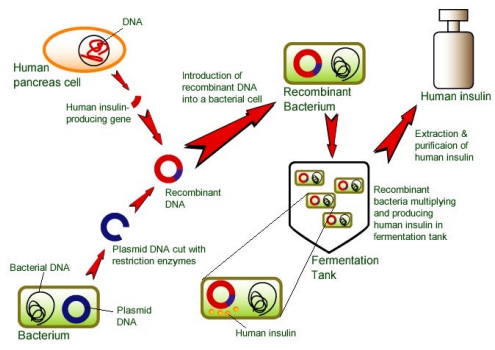 DNA
Human
pancreas cell
Human insulin-
producing gene
Introduction of
recombinant DNA
into a bacterial cell
Recombinant
Bacterium
Human insulin
Extraction &
purificaion of
human insulin
Recombinant
DNA
Recombinant
bacteria multiplying
and producing
human insulin in
fermentation tank
Plasmid DNA cut with
restriction enzymes
Fermentation
Tank
Bacterial DNA
Plasmid
DNA
Bacterium
Human insulin